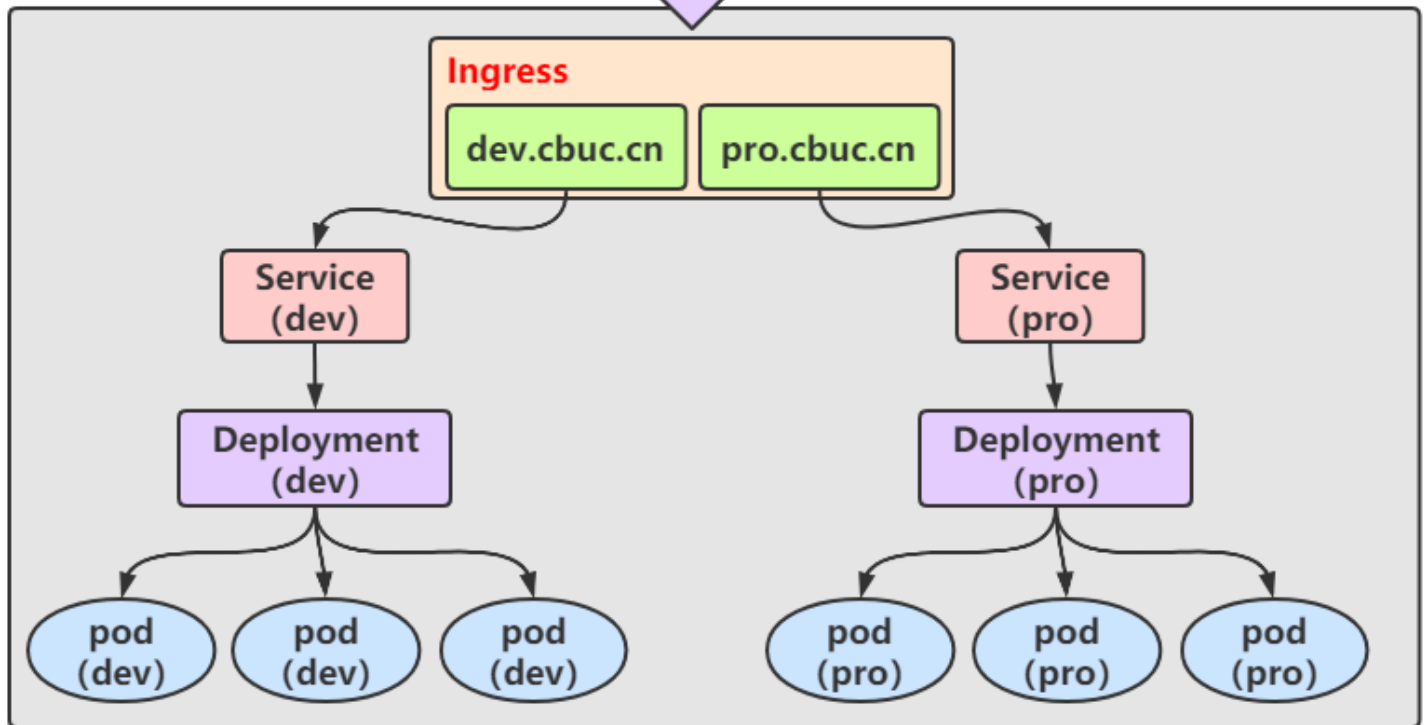 Ingress
dev.cbuc.cn
pro.cbuc.cn
Service
(dev)
Service
(pro)
Deployment
(dev)
Deployment
(pro)
pod
(dev)
pod
(dev)
pod
(dev)
pod
(pro)
pod
(pro)
pod
(pro)